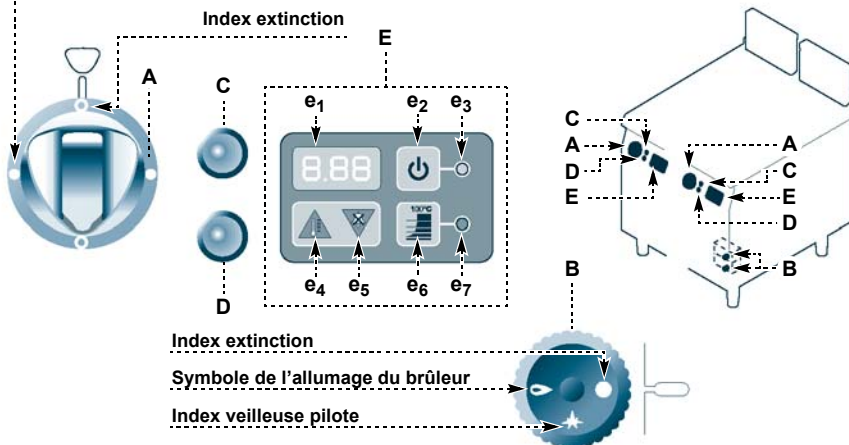 Index extinction
E
A
C
e1 e2 e3
8.88
100°C
e4 e5 e6 e7
D
C
A
D
E
A
C
E
D
B
B
Index extinction
Symbole de l'allumage du brûleur
Index veilleuse pilote